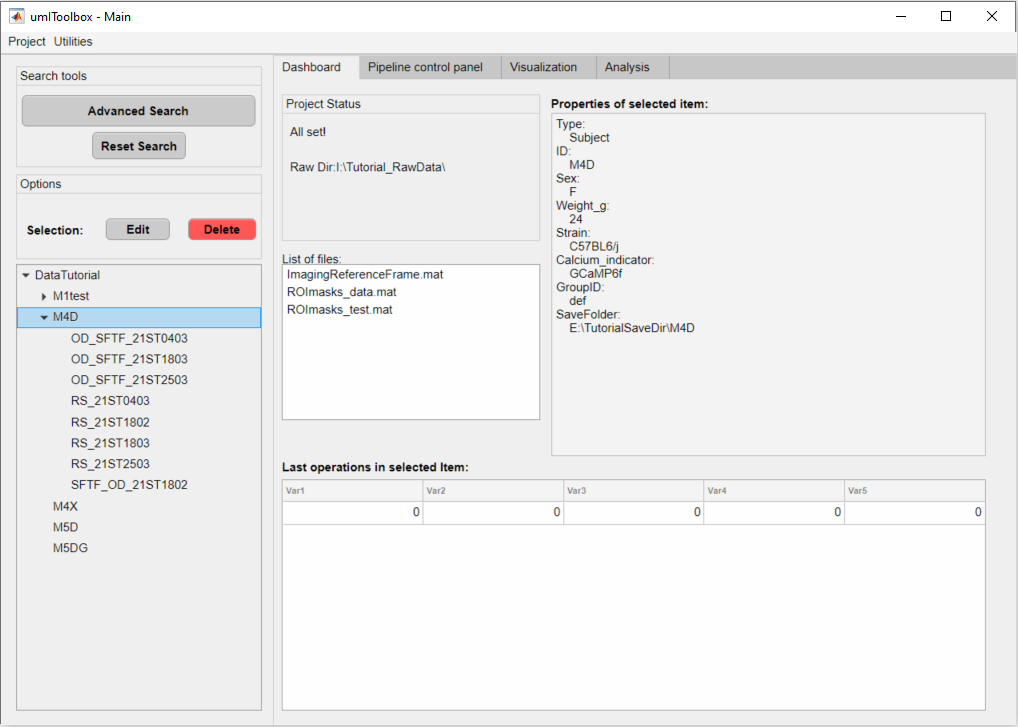 umIToolbox - Main
Project Utilities
Search tools
Advanced Search
Reset Search
Options
Selection: Edit Delete
DataTutorial
M1test
M4D
OD_SFTF_21ST0403
OD_SFTF_21ST1803
OD_SFTF_21ST2503
RS_21ST0403
RS_21ST1802
RS_21ST1803
RS_21ST2503
SFTF_OD_21ST1802
M4X
M5D
M5DG
Dashboard Pipeline control panel Visualization Analysis
Project Status
All set!
Raw Dir:I:\Tutorial_RawData\
List of files:
ImagingReferenceFrame.mat
ROImasks_data.mat
ROImasks_test.mat
Properties of selected item:
Type:
Subject
ID:
M4D
Sex:
F
Weight_g:
24
Strain:
C57BL6/j
Calcium_indicator:
GCaMP6f
GroupID:
def
SaveFolder:
E:\TutorialSaveDir\M4D
Last operations in selected Item:
Var1 Var2 Var3 Var4 Var5
0 0 0 0 0